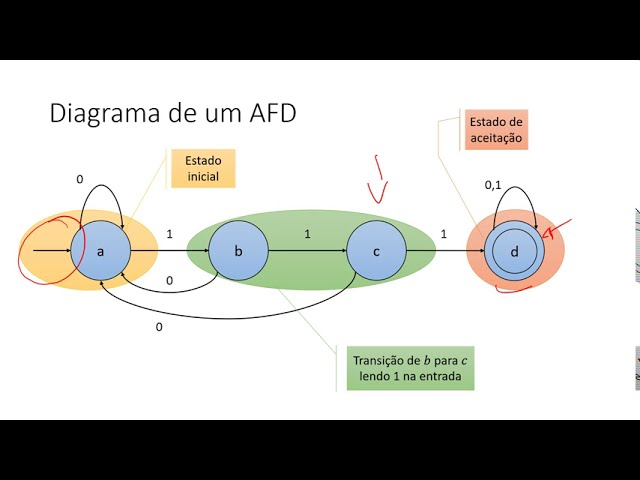 Diagrama de um AFD
Estado de
aceitação
Estado
inicial
0
0,1
1
1
1
a
b
c
d
0
0
Transição de b para c
lendo 1 na entrada